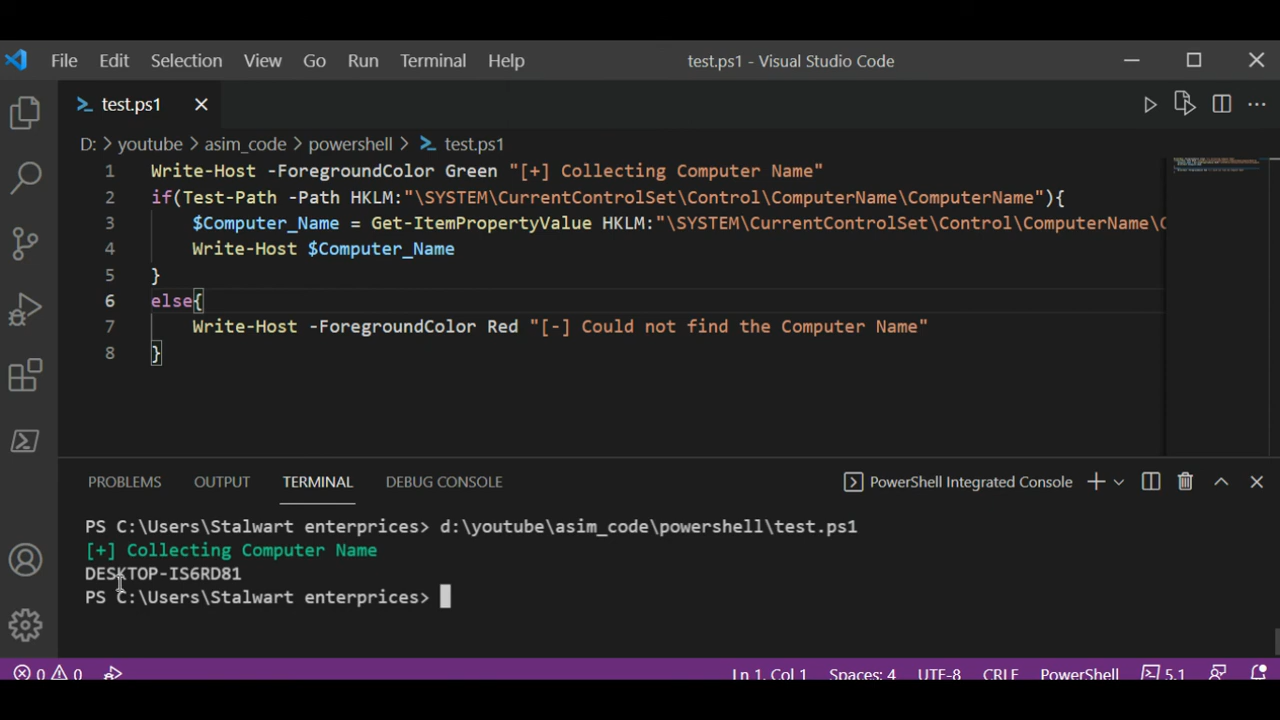 File Edit Selection View Go Run Terminal Help test.ps1 - Visual Studio Code
test.ps1
D: > youtube > asim_code > powershell > test.ps1
1 Write-Host -ForegroundColor Green "[+] Collecting Computer Name"
2 if(Test-Path -Path HKLM:"\SYSTEM\CurrentControlSet\Control\ComputerName\ComputerName"){
3 $Computer_Name = Get-ItemPropertyValue HKLM:"\SYSTEM\CurrentControlSet\Control\ComputerName\C
4 Write-Host $Computer_Name
5 }
6 else{
7 Write-Host -ForegroundColor Red "[-] Could not find the Computer Name"
8 }
PROBLEMS OUTPUT TERMINAL DEBUG CONSOLE PowerShell Integrated Console
PS C:\Users\Stalwart enterprices> d:\youtube\asim_code\powershell\test.ps1
[+] Collecting Computer Name
DESKTOP-IS6RD81
PS C:\Users\Stalwart enterprices>
0 0 Ln 1, Col 1 Spaces: 4 UTF-8 CRLF PowerShell 5.1